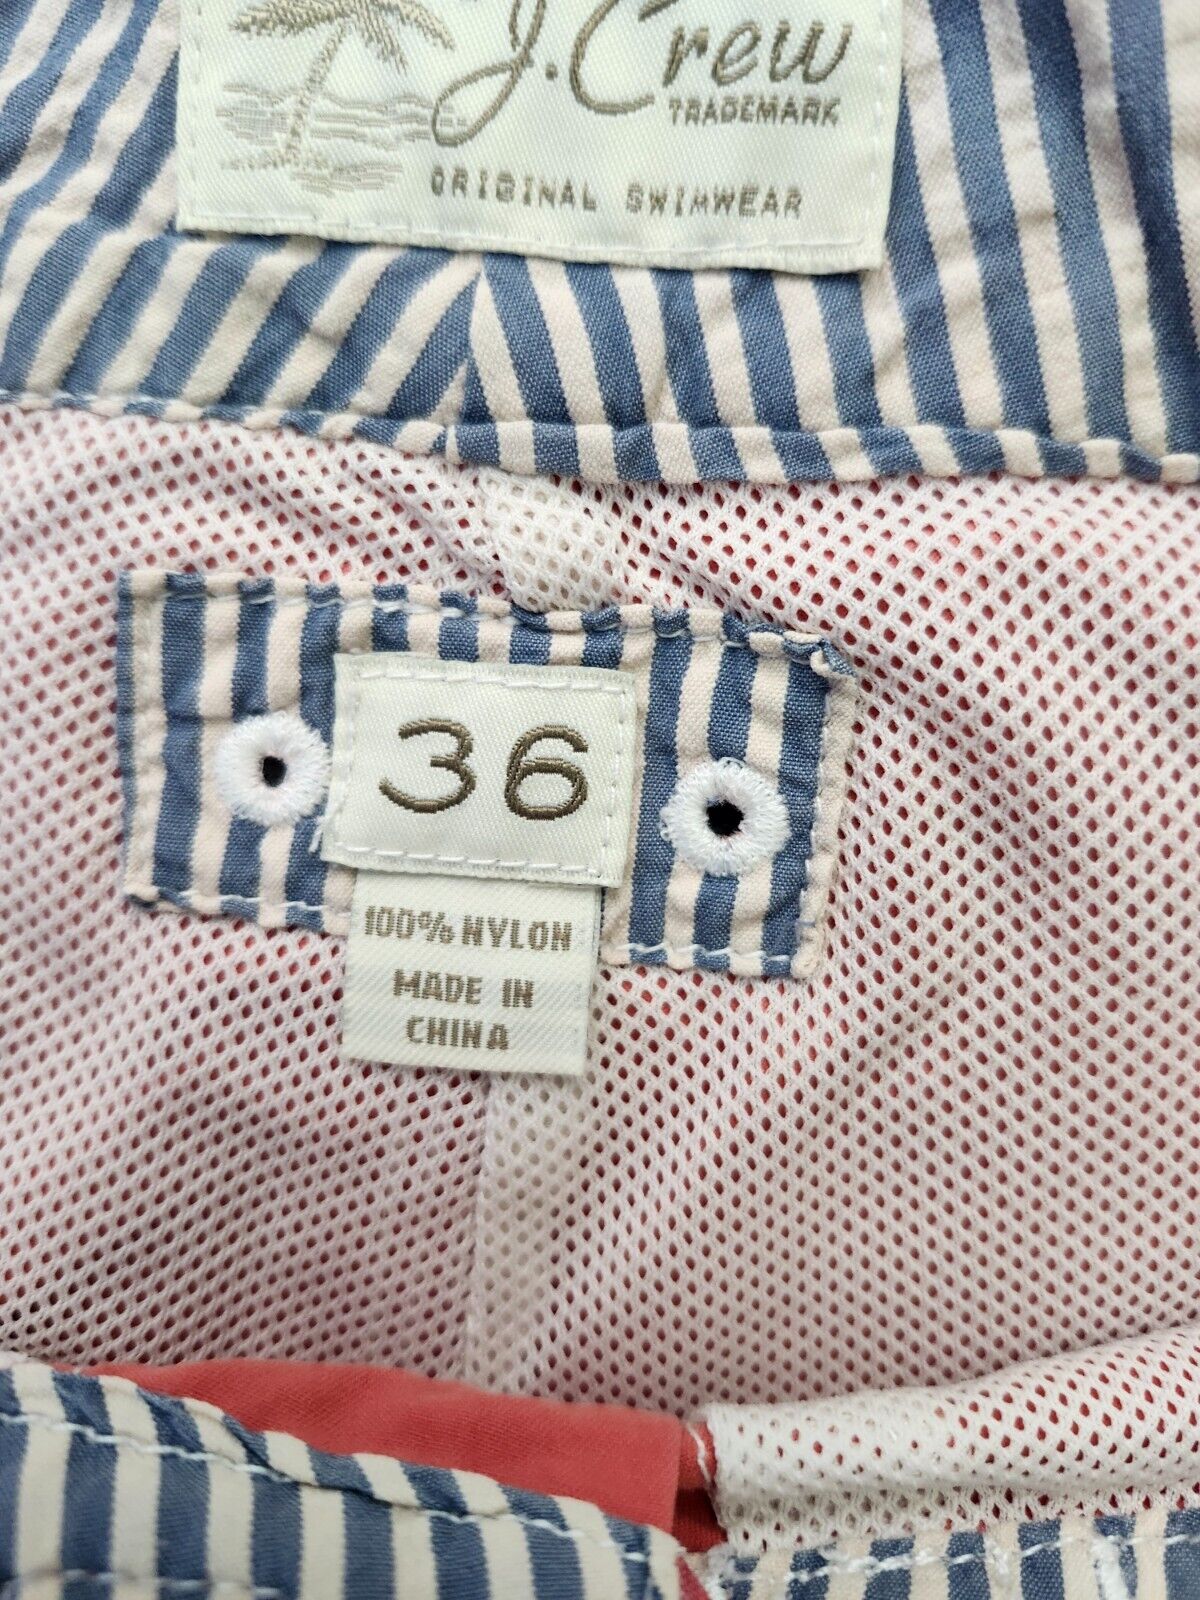 J.Crew
TRADEMARK
ORIGINAL SWIMWEAR
36
100% NYLON
MADE IN
CHINA